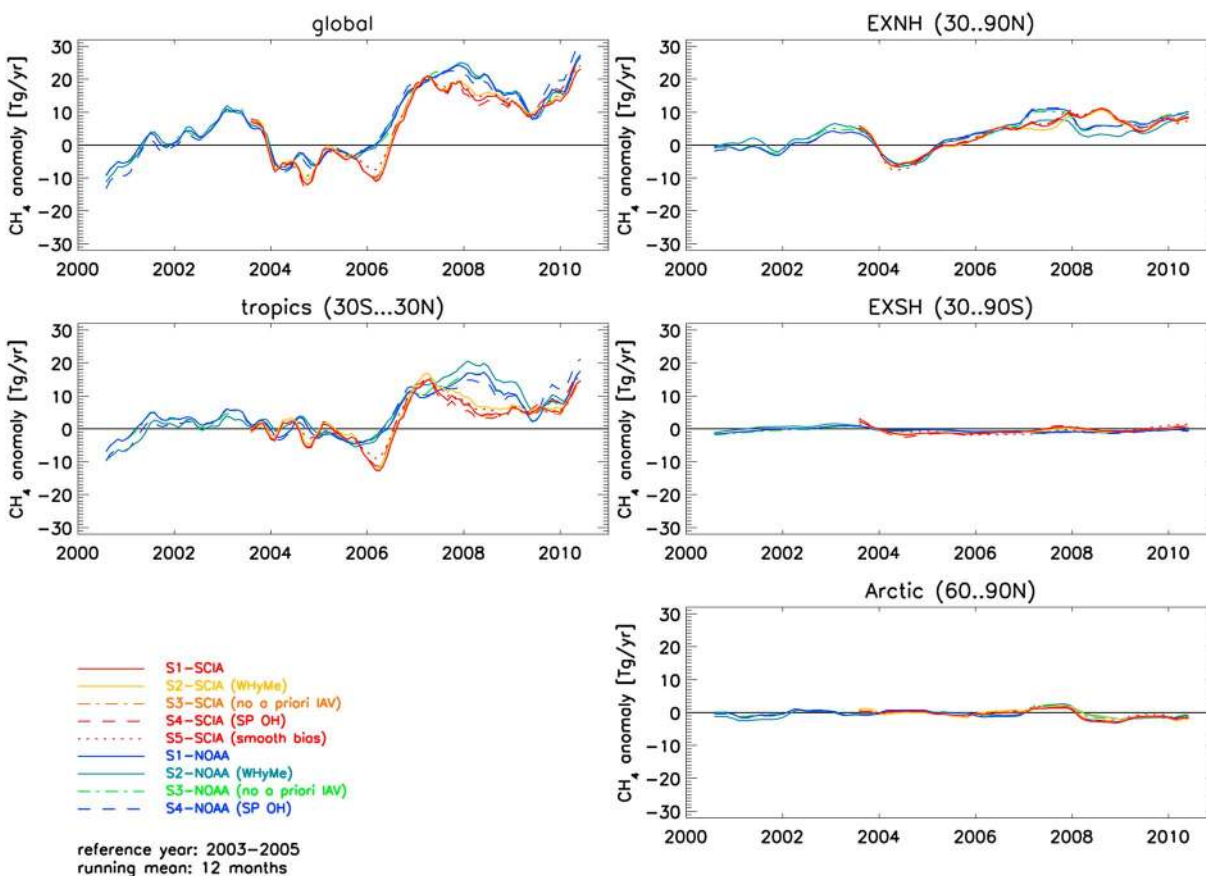 global
CH4 anomaly [Tg/yr]
30
20
10
0
−10
−20
−30
2000 2002 2004 2006 2008 2010
EXNH (30..90N)
CH4 anomaly [Tg/yr]
30
20
10
0
−10
−20
−30
2000 2002 2004 2006 2008 2010
tropics (30S...30N)
CH4 anomaly [Tg/yr]
30
20
10
0
−10
−20
−30
2000 2002 2004 2006 2008 2010
EXSH (30..90S)
CH4 anomaly [Tg/yr]
30
20
10
0
−10
−20
−30
2000 2002 2004 2006 2008 2010
Arctic (60..90N)
CH4 anomaly [Tg/yr]
30
20
10
0
−10
−20
−30
2000 2002 2004 2006 2008 2010
S1−SCIA
S2−SCIA (WHyMe)
S3−SCIA (no a priori IAV)
S4−SCIA (SP OH)
S5−SCIA (smooth bias)
S1−NOAA
S2−NOAA (WHyMe)
S3−NOAA (no a priori IAV)
S4−NOAA (SP OH)
reference year: 2003−2005
running mean: 12 months